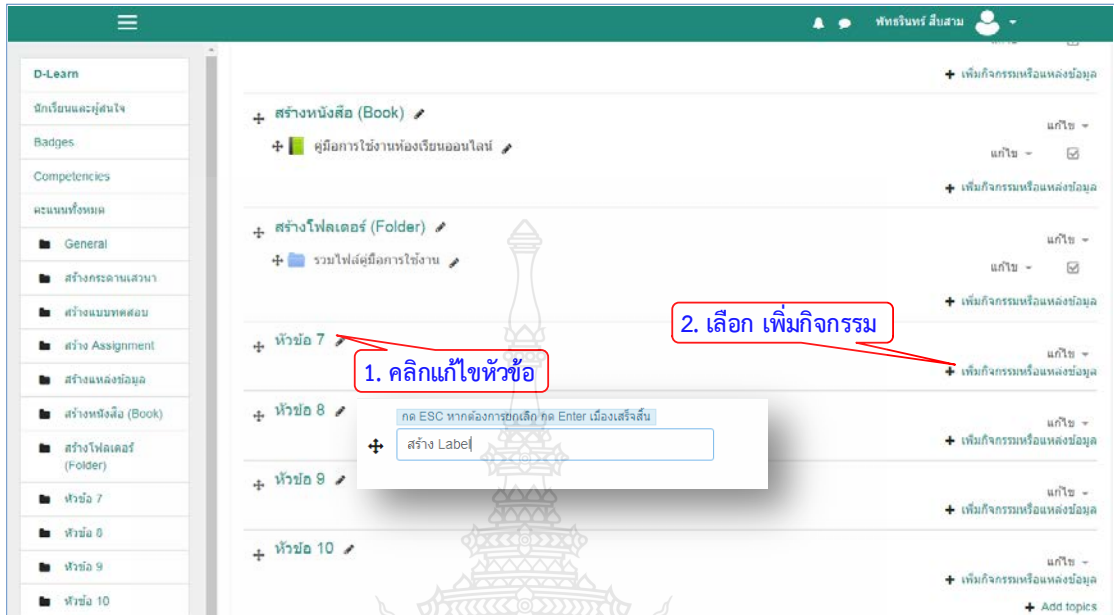 พัทธรินทร์ สืบสาม
D-Learn
นักเรียนและผู้สนใจ
Badges
Competencies
คะแนนทั้งหมด
General
สร้างกระดานเสวนา
สร้างแบบทดสอบ
สร้าง Assignment
สร้างแหล่งข้อมูล
สร้างหนังสือ (Book)
สร้างโฟลเดอร์
(Folder)
หัวข้อ 7
หัวข้อ 8
หัวข้อ 9
หัวข้อ 10
เพิ่มกิจกรรมหรือแหล่งข้อมูล
สร้างหนังสือ (Book)
แก้ไข
คู่มือการใช้งานห้องเรียนออนไลน์
แก้ไข
เพิ่มกิจกรรมหรือแหล่งข้อมูล
สร้างโฟลเดอร์ (Folder)
แก้ไข
รวมไฟล์คู่มือการใช้งาน
แก้ไข
เพิ่มกิจกรรมหรือแหล่งข้อมูล
2. เลือก เพิ่มกิจกรรม
หัวข้อ 7
แก้ไข
1. คลิกแก้ไขหัวข้อ
เพิ่มกิจกรรมหรือแหล่งข้อมูล
หัวข้อ 8
แก้ไข
กด ESC หากต้องการยกเลิก กด Enter เมื่องเสร็จสิ้น
เพิ่มกิจกรรมหรือแหล่งข้อมูล
สร้าง Label
หัวข้อ 9
แก้ไข
เพิ่มกิจกรรมหรือแหล่งข้อมูล
หัวข้อ 10
แก้ไข
เพิ่มกิจกรรมหรือแหล่งข้อมูล
Add topics